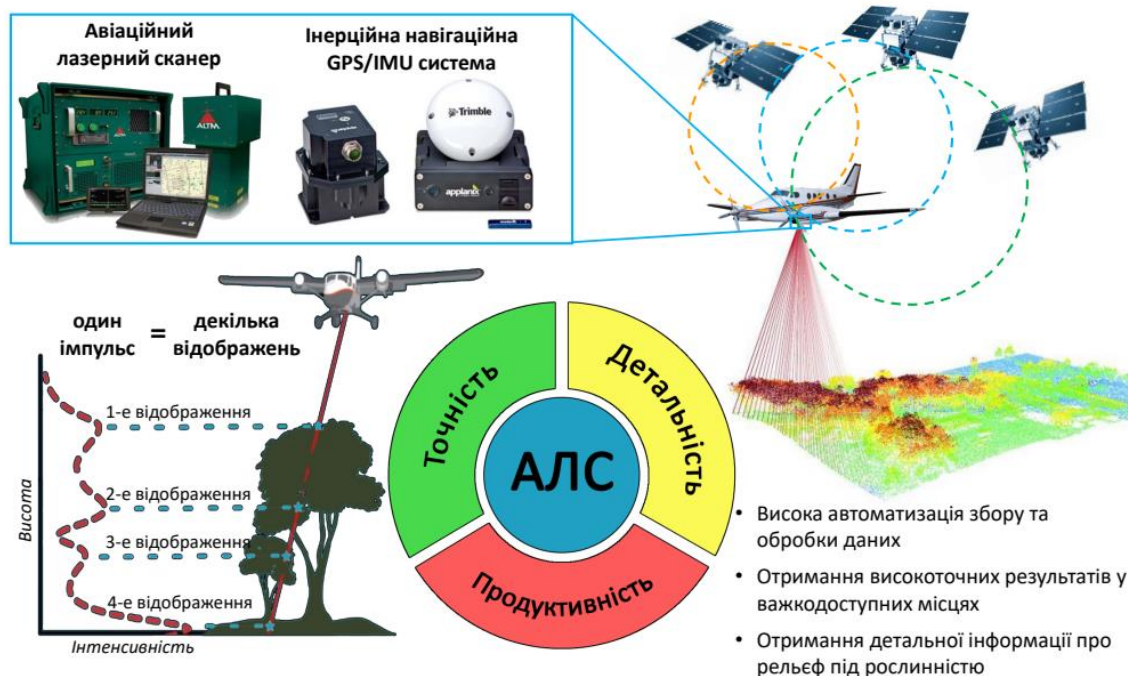 Авіаційний
лазерний сканер
Інерційна навігаційна
GPS/IMU система
ALTM
Trimble
applanix
один
імпульс
=
декілька
відображень
1-е відображення
2-е відображення
3-е відображення
4-е відображення
Висота
Інтенсивність
Точність
Детальність
АЛС
Продуктивність
• Висока автоматизація збору та
обробки даних
• Отримання високоточних результатів у
важкодоступних місцях
• Отримання детальної інформації про
рельєф під рослинністю